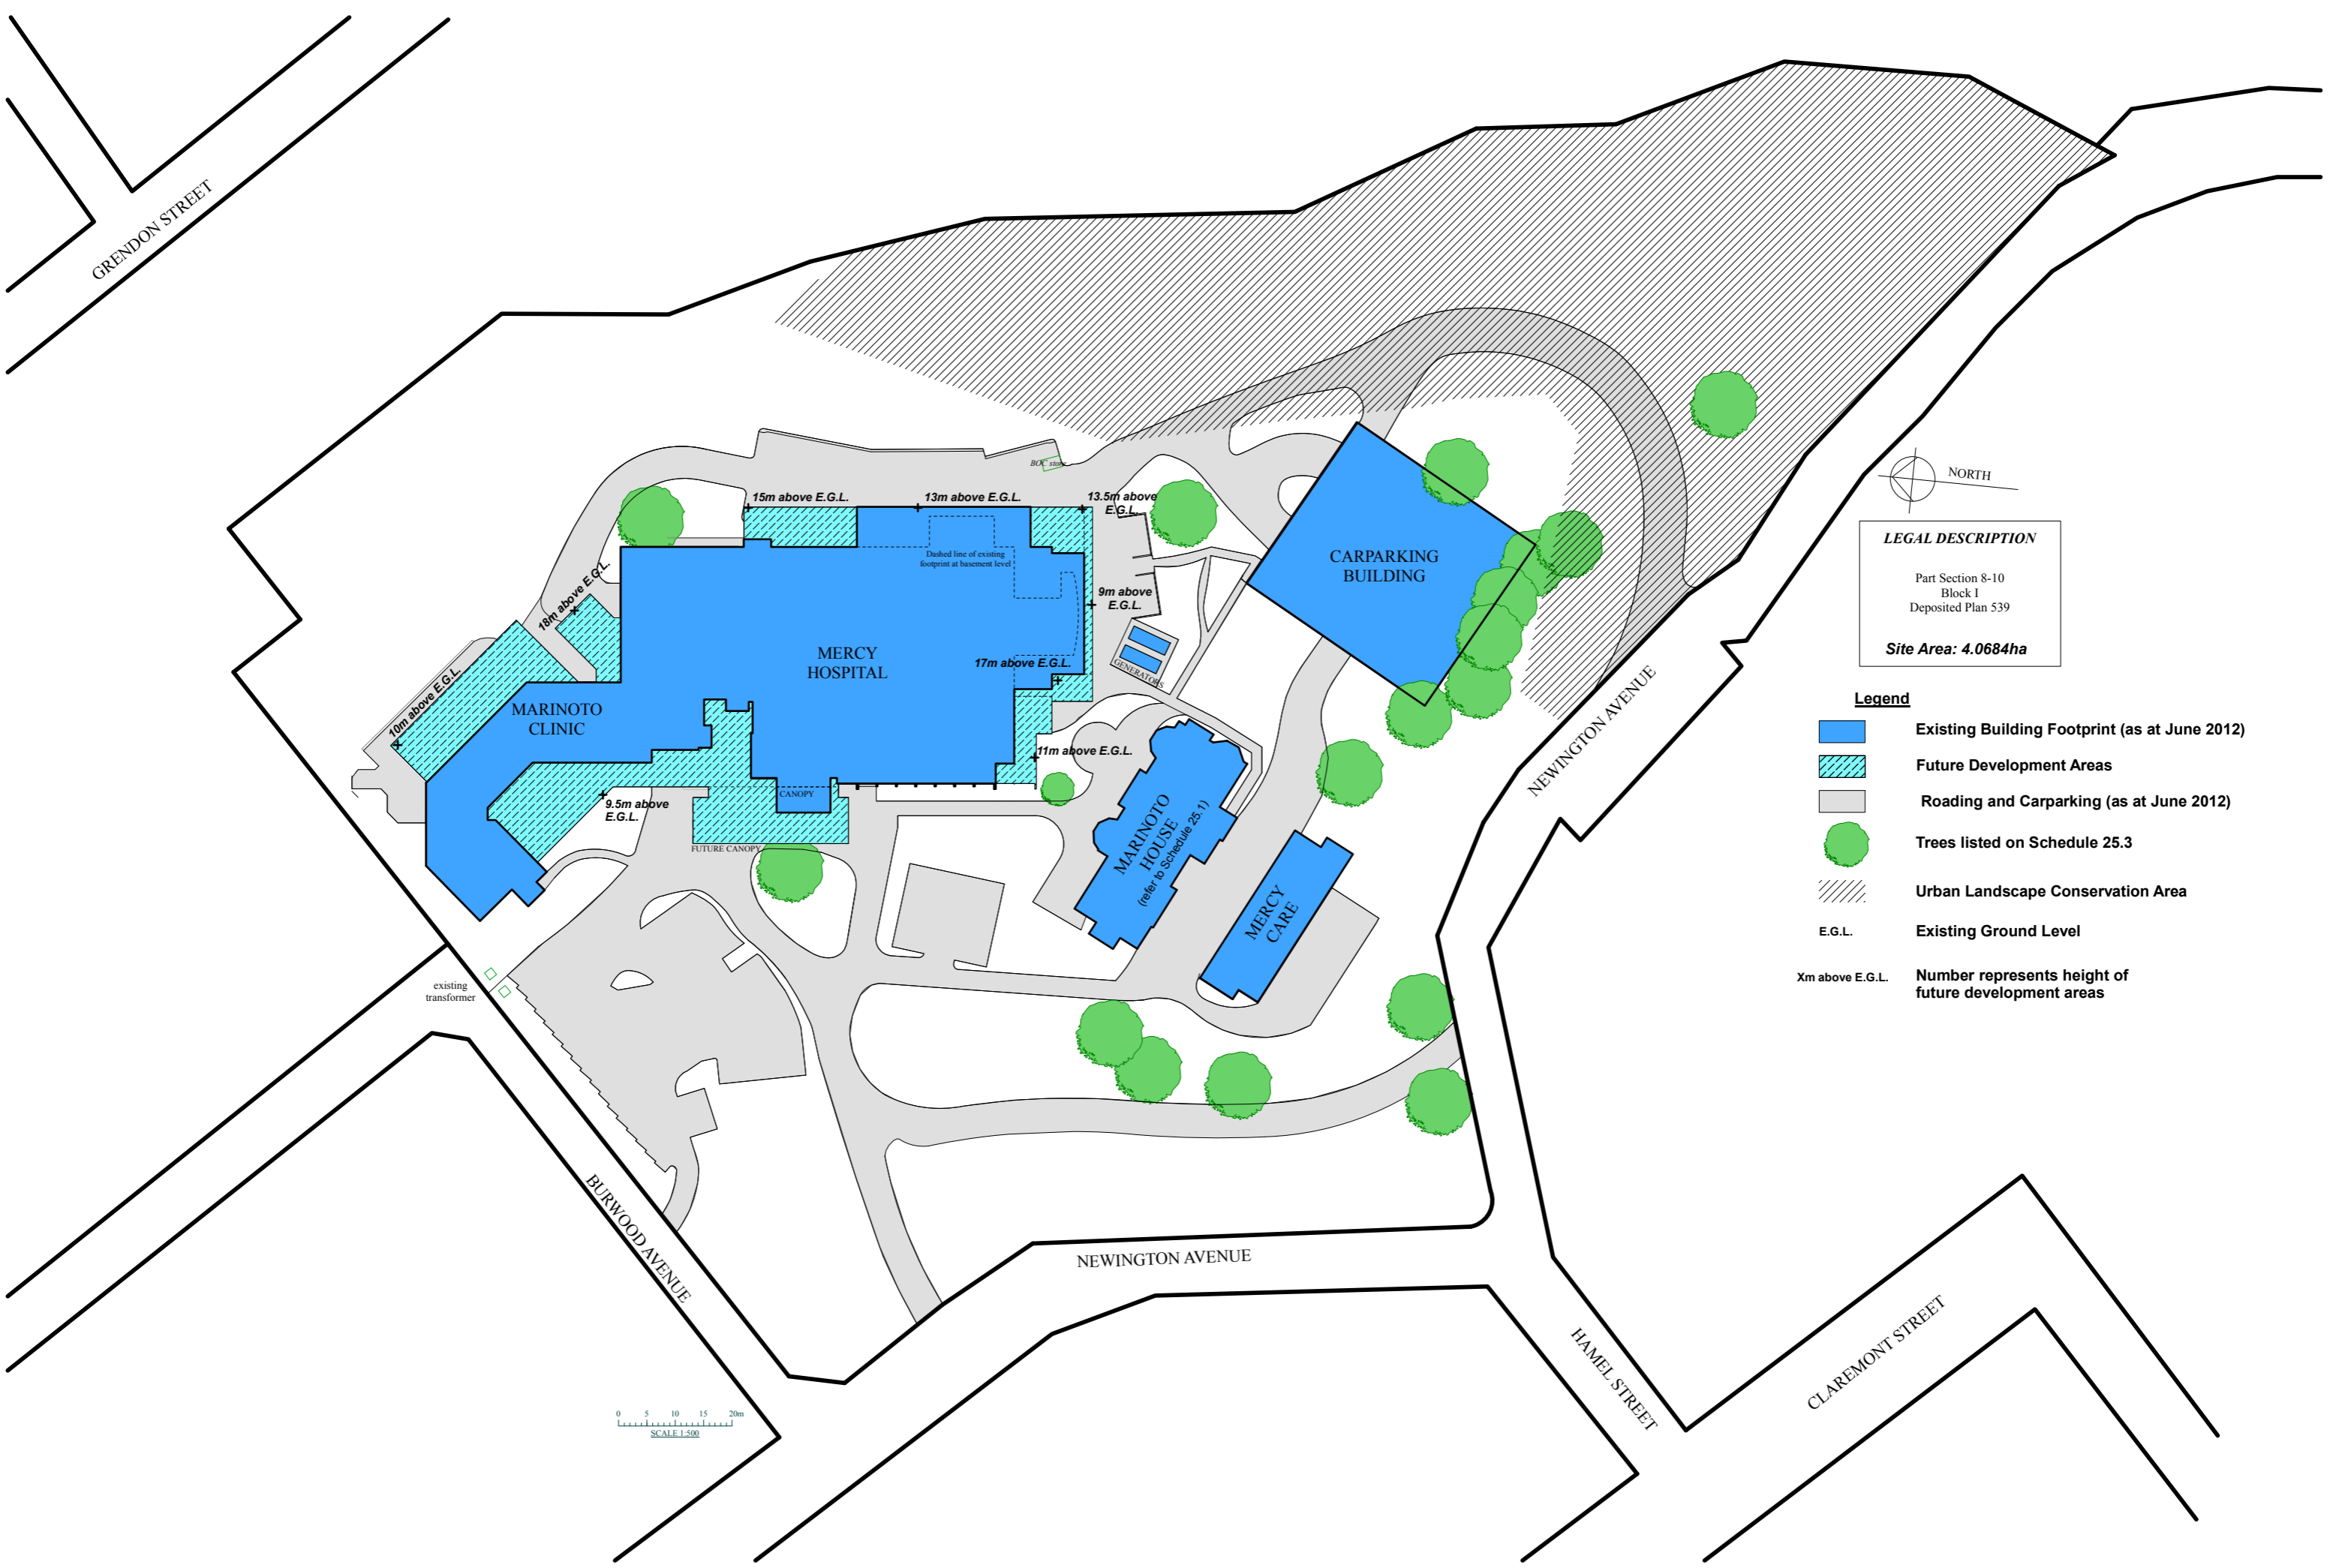 GRENDON STREET
BOC store
15m above E.G.L.
13m above E.G.L.
13.5m above
E.G.L.
Dashed line of existing
footprint at basement level
18m above E.G.L.
9m above
E.G.L.
CARPARKING
BUILDING
MERCY
HOSPITAL
17m above E.G.L.
GENERATORS
10m above E.G.L.
MARINOTO
CLINIC
11m above E.G.L.
CANOPY
9.5m above
E.G.L.
FUTURE CANOPY
MARINOTO
HOUSE
(refer to Schedule 25.1)
MERCY
CARE
existing
transformer
NEWINGTON AVENUE
BURWOOD AVENUE
NEWINGTON AVENUE
HAMEL STREET
CLAREMONT STREET
0 5 10 15 20m
SCALE 1:500
NORTH
LEGAL DESCRIPTION
Part Section 8-10
Block I
Deposited Plan 539
Site Area: 4.0684ha
Legend
Existing Building Footprint (as at June 2012)
Future Development Areas
Roading and Carparking (as at June 2012)
Trees listed on Schedule 25.3
Urban Landscape Conservation Area
E.G.L. Existing Ground Level
Xm above E.G.L. Number represents height of
future development areas